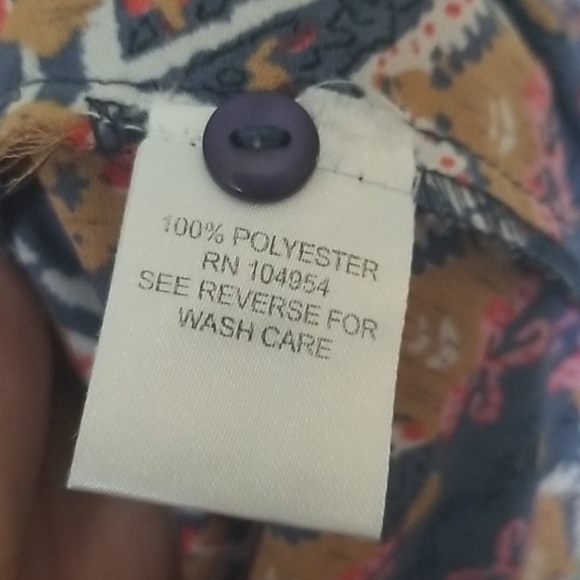 100% POLYESTER
RN 104954
SEE REVERSE FOR
WASH CARE